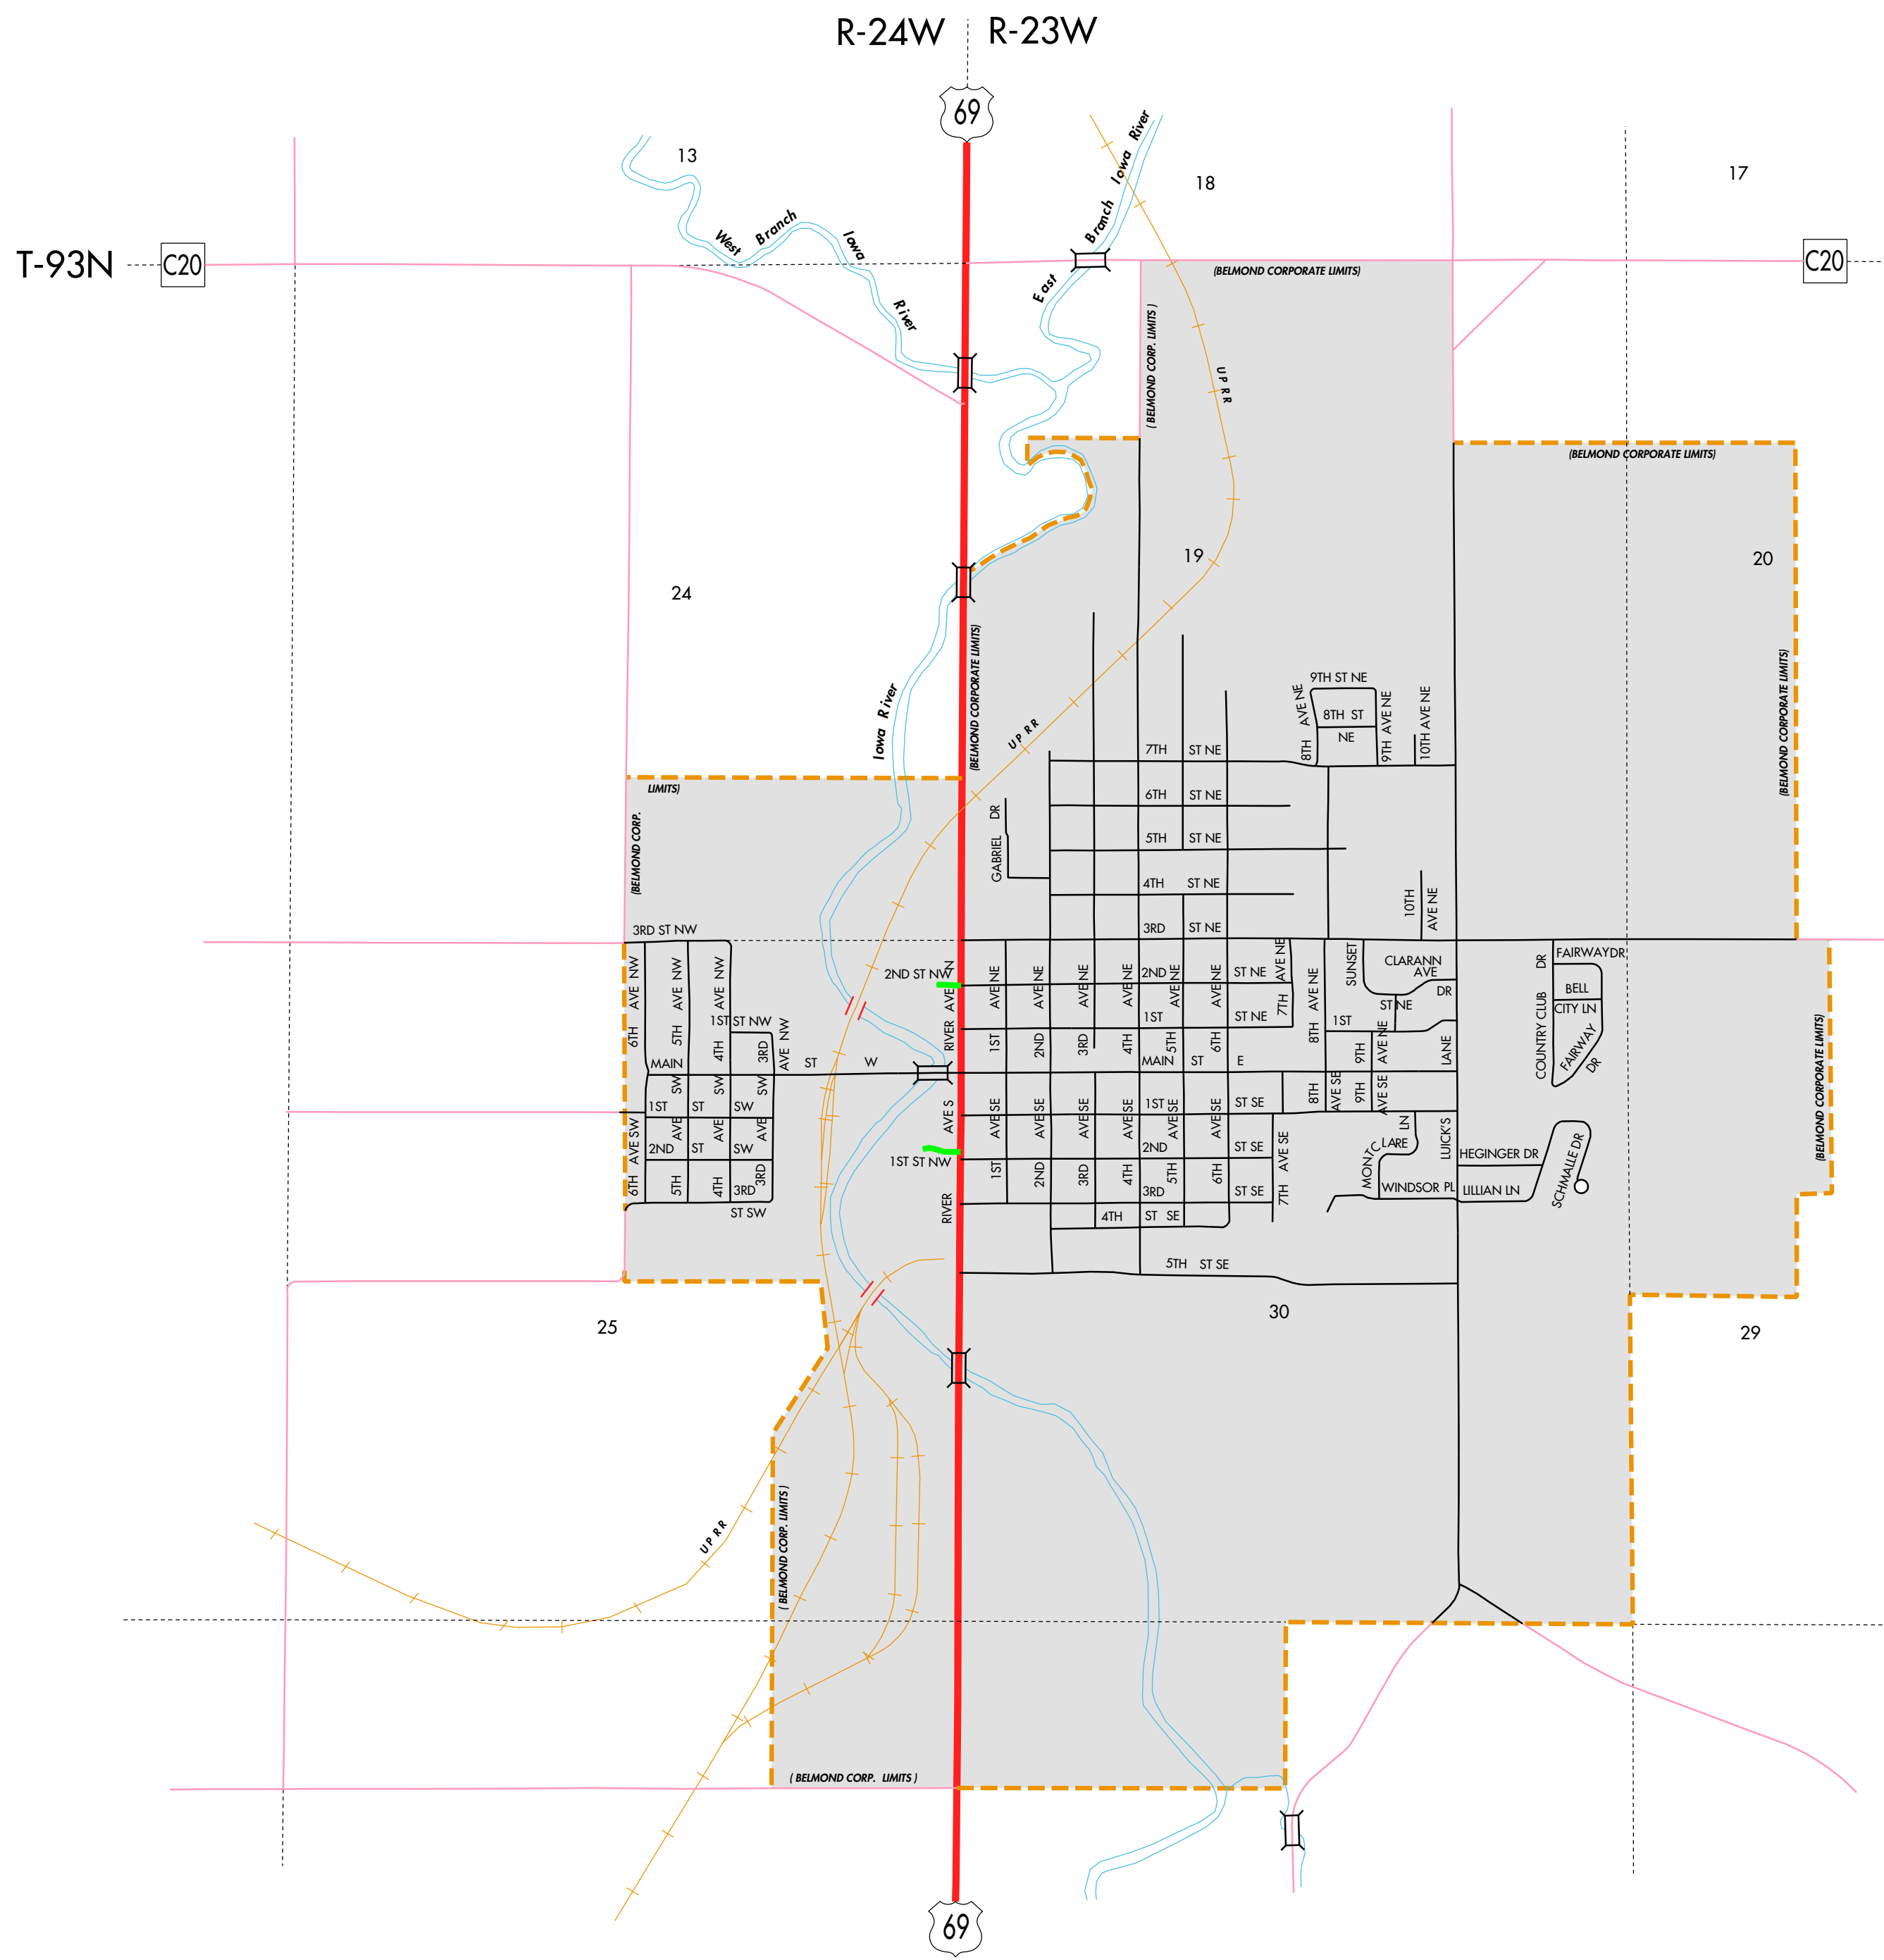 R-24W
R-23W
69
13
18
17
West
Branch
Iowa
River
East
Branch
Iowa
River
T-93N
C20
C20
(BELMOND CORPORATE LIMITS)
( BELMOND CORP. LIMITS )
UP RR
(BELMOND CORPORATE LIMITS)
24
19
20
(BELMOND CORPORATE LIMITS)
(BELMOND CORPORATE LIMITS)
Iowa River
UP RR
9TH ST NE
8TH AVE NE
8TH ST
NE
9TH AVE NE
10TH AVE NE
7TH ST NE
LIMITS)
(BELMOND CORP.
6TH ST NE
GABRIEL DR
5TH ST NE
4TH ST NE
10TH
AVE NE
3RD ST NW
3RD ST NE
2ND ST NW
2ND ST NE
RIVER AVE N
1ST AVE NE
2ND AVE NE
3RD AVE NE
4TH AVE NE
5TH AVE NE
6TH AVE NE
7TH AVE NE
8TH AVE NE
SUNSET
DR
CLARANN
AVE
FAIRWAYDR
BELL
CITY LN
FAIRWAY
DR
COUNTRY CLUB DR
6TH AVE NW
5TH AVE NW
4TH AVE NW
1ST ST NW
3RD
AVE NW
1ST ST NE
1ST ST NE
9TH
AVE NE
LANE
LUICK'S
(BELMOND CORPORATE LIMITS)
(BELMOND CORPORATE LIMITS)
MAIN ST W
MAIN ST E
1ST ST SW
1ST ST SE
6TH AVE SW
5TH AVE SW
4TH AVE SW
3RD AVE SW
RIVER AVE S
1ST AVE SE
2ND AVE SE
3RD AVE SE
4TH AVE SE
5TH AVE SE
6TH AVE SE
7TH AVE SE
8TH
AVE SE
9TH
AVE SE
2ND ST SW
2ND ST SE
1ST ST NW
MONTC
LARE
LN
HEGINGER DR
SCHMALLE DR
3RD
ST SW
3RD ST SE
WINDSOR PL
LILLIAN LN
4TH ST SE
5TH ST SE
25
30
29
UP RR
( BELMOND CORP. LIMITS )
( BELMOND CORP. LIMITS )
69